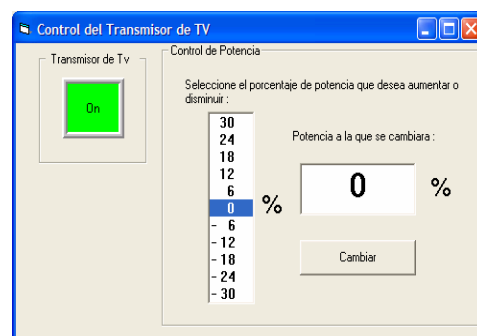 Control del Transmisor de TV
Transmisor de Tv
On
Control de Potencia
Seleccione el porcentaje de potencia que desea aumentar o
disminuir :
30
24
18
12
6
0
- 6
- 12
- 18
- 24
- 30
%
Potencia a la que se cambiara :
0
%
Cambiar